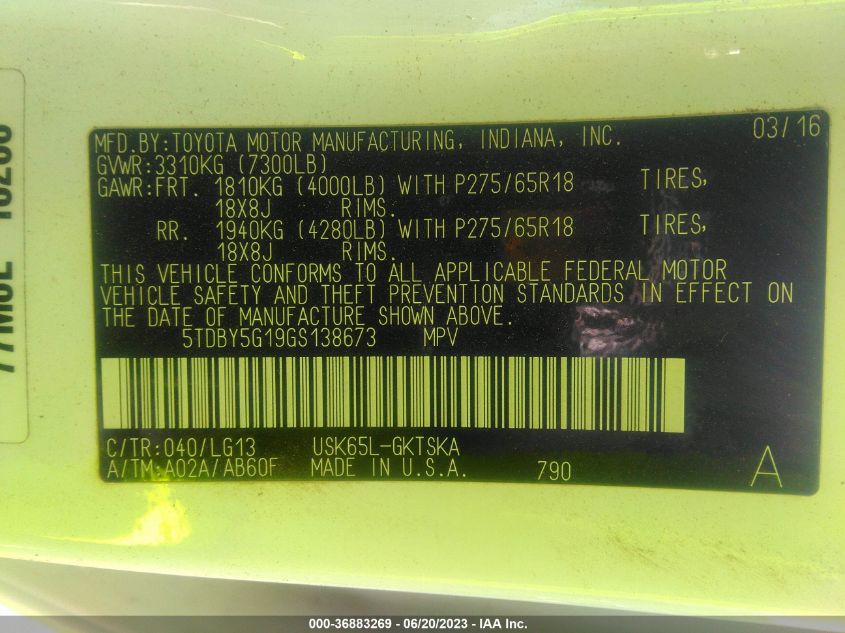 MFD.BY:TOYOTA MOTOR MANUFACTURING, INDIANA, INC. 03/16
GVWR:3310KG (7300LB)
GAWR:FRT. 1810KG (4000LB) WITH P275/65R18 TIRES,
18X8J RIMS.
RR. 1940KG (4280LB) WITH P275/65R18 TIRES,
18X8J RIMS.
THIS VEHICLE CONFORMS TO ALL APPLICABLE FEDERAL MOTOR
VEHICLE SAFETY AND THEFT PREVENTION STANDARDS IN EFFECT ON
THE DATE OF MANUFACTURE SHOWN ABOVE.
5TDBY5G19GS138673 MPV
C/TR:040/LG13 USK65L-GKTSKA
A/TM:A02A/AB60F MADE IN U.S.A. 790 A
000-36883269 - 06/20/2023 - IAA Inc.